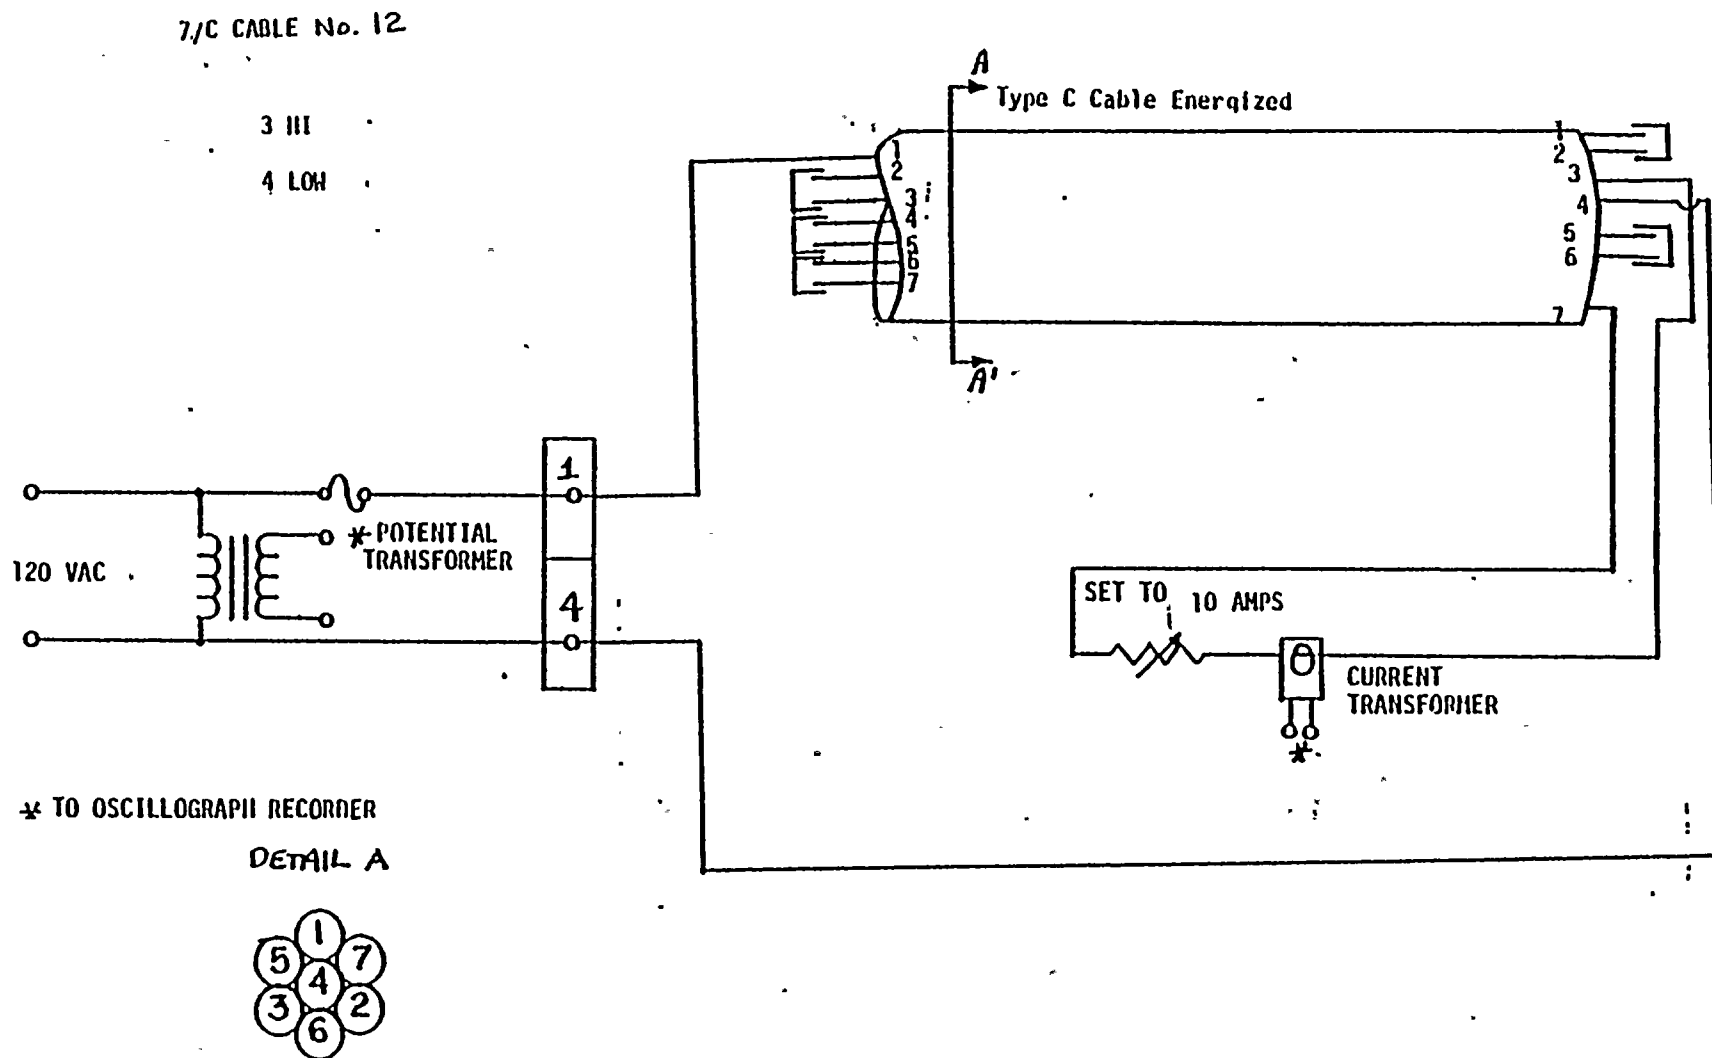 7/C CABLE No. 12
3 HI
4 LOW
A
Type C Cable Energized
1
2
3
4
5
6
7
1
2
3
4
5
6
7
A'
1
4
120 VAC
* POTENTIAL
TRANSFORMER
SET TO 10 AMPS
CURRENT
TRANSFORMER
*
* TO OSCILLOGRAPH RECORDER
DETAIL A
1
5
7
4
3
2
6